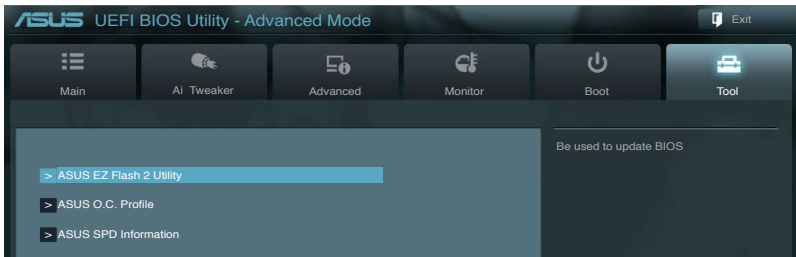 ASUS UEFI BIOS Utility - Advanced Mode
Exit
Main
Ai Tweaker
Advanced
Monitor
Boot
Tool
Be used to update BIOS
> ASUS EZ Flash 2 Utility
> ASUS O.C. Profile
> ASUS SPD Information